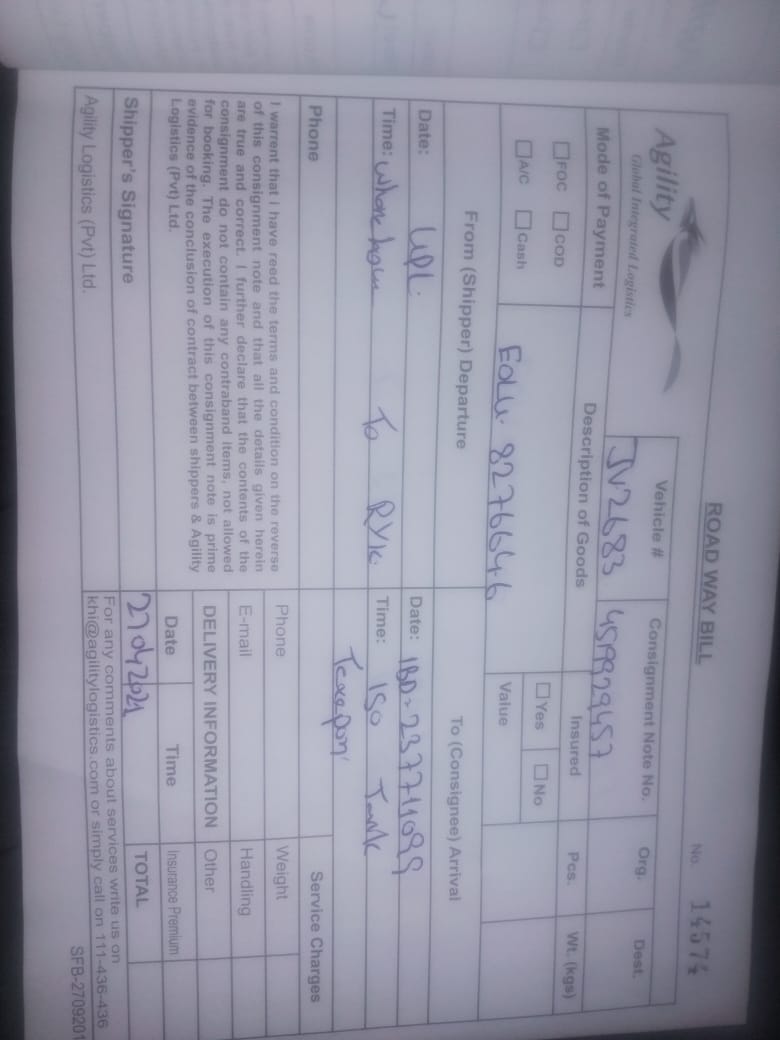 ROAD WAY BILL
No. 14574
Agility
Global Integrated Logistics
Vehicle #
Consignment Note No.
Org.
Dest.
JV2683
4519929457
Mode of Payment
Description of Goods
Insured
Pcs.
Wt. (kgs)
FOC COD
Yes No
A/C Cash
Value
EOLU. 8276646
From (Shipper) Departure
To (Consignee) Arrival
Date: UPL
Date: IBD-237711099
Time: To RYK
Time: ISO Tank
Texepon
Phone
Service Charges
I warrent that i have reed the terms and condition on the reverse
of this consignment note and that all the details given herein
are true and correct. I further declare that the contents of the
consignment do not contain any contraband items, not allowed
for booking. The execution of this consignment note is prime
evidence of the conclusion of contract between shippers & Agility
Logistics (Pvt) Ltd.
Phone
Weight
E-mail
Handling
DELIVERY INFORMATION
Other
Date
Time
Insurance Premium
27042021
TOTAL
Shipper's Signature
For any comments about services write us on
khi@agilitylogistics.com or simply call on 111-436-436
Agility Logistics (Pvt) Ltd.
SFB-2709201